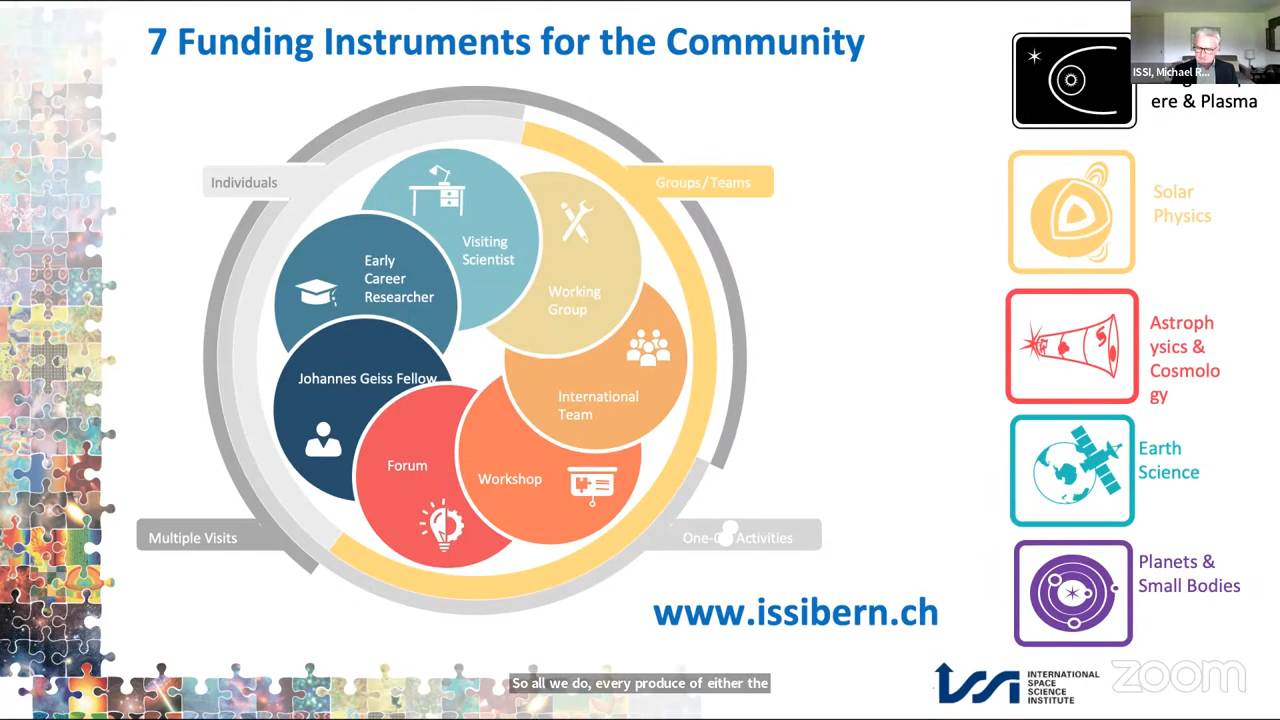 7 Funding Instruments for the Community
ISSI, Michael R...
ere & Plasma
Individuals
Groups/Teams
Solar
Physics
Visiting
Scientist
Early
Career
Researcher
Working
Group
Astroph
ysics &
Cosmolo
gy
Johannes Geiss Fellow
International
Team
Forum
Workshop
Earth
Science
Multiple Visits
Activities
Planets &
Small Bodies
www.issibern.ch
ISSI
INTERNATIONAL
SPACE
SCIENCE
INSTITUTE
zoom
So all we do, every produce of either the